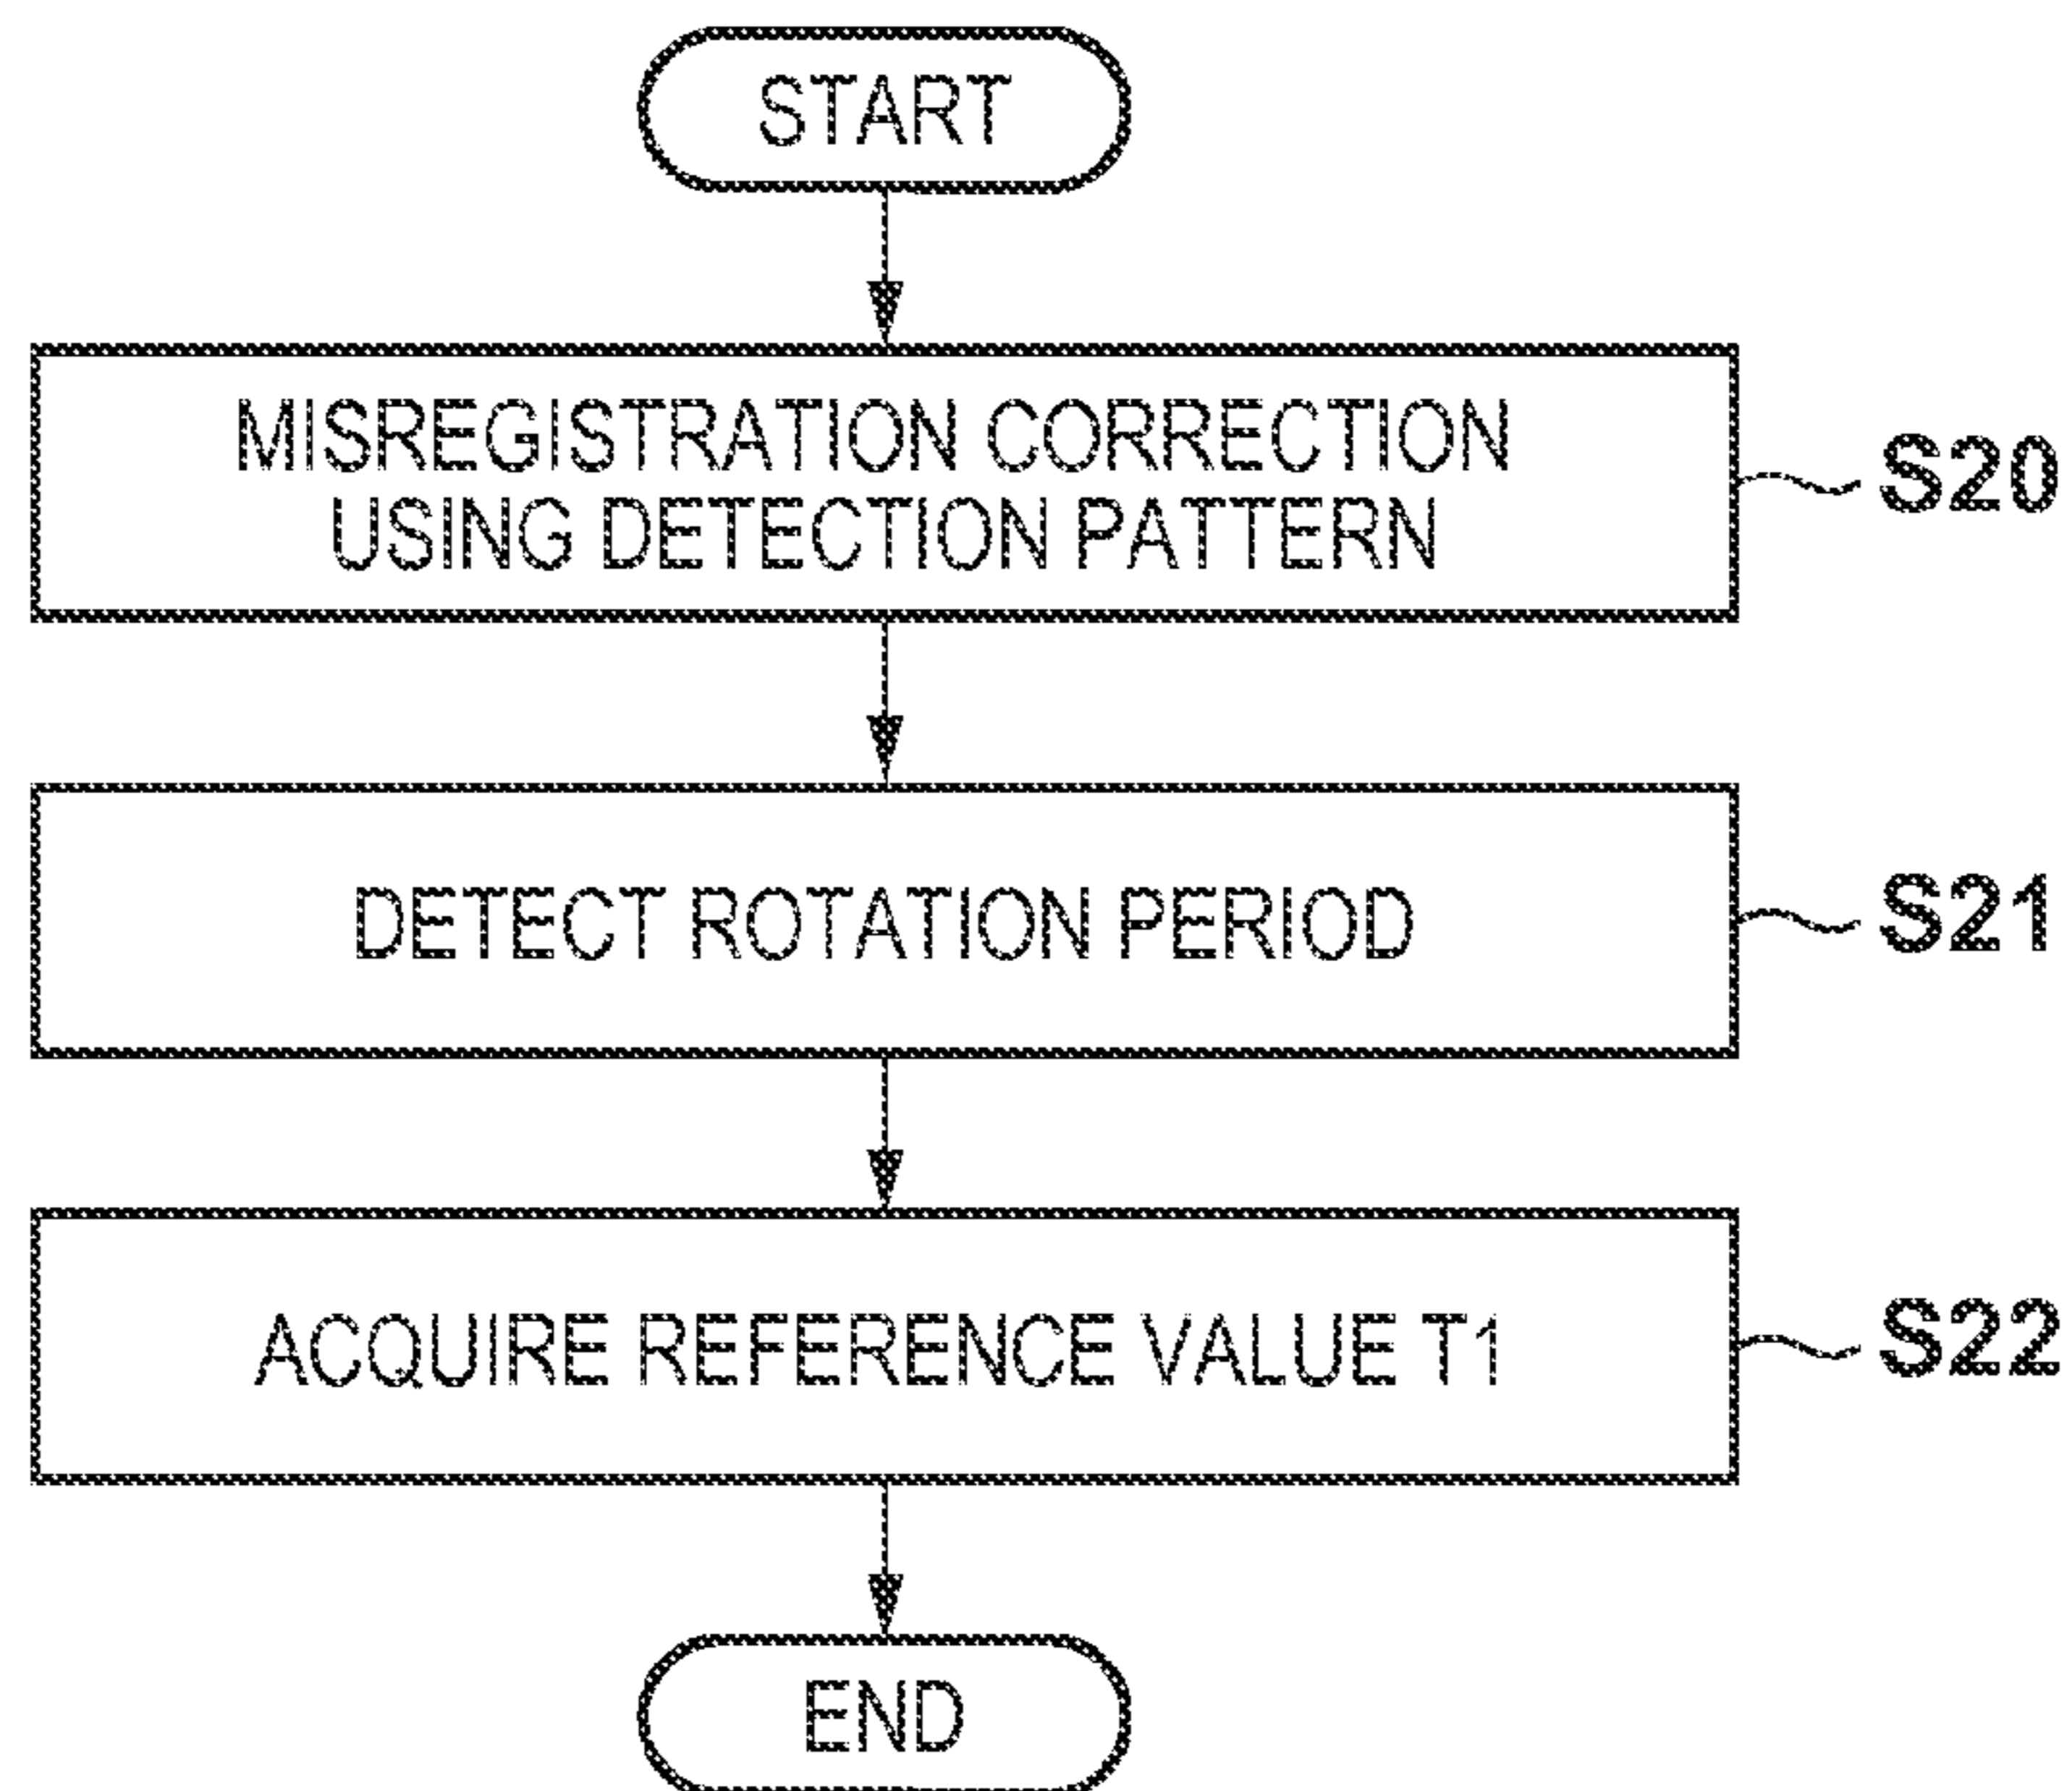 START
MISREGISTRATION CORRECTION
USING DETECTION PATTERN
S20
DETECT ROTATION PERIOD
S21
ACQUIRE REFERENCE VALUE T1
S22
END